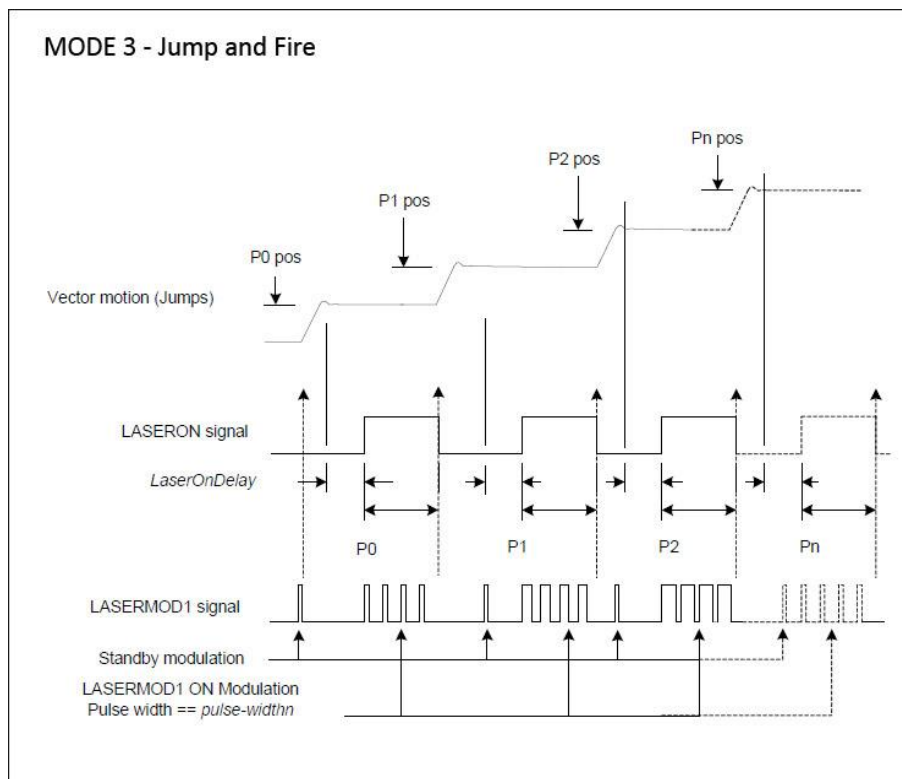 MODE 3 - Jump and Fire
Pn pos
P2 pos
P1 pos
P0 pos
Vector motion (Jumps)
LASERON signal
LaserOnDelay
P0
P1
P2
Pn
LASERMOD1 signal
Standby modulation
LASERMOD1 ON Modulation
Pulse width == pulse-widthn